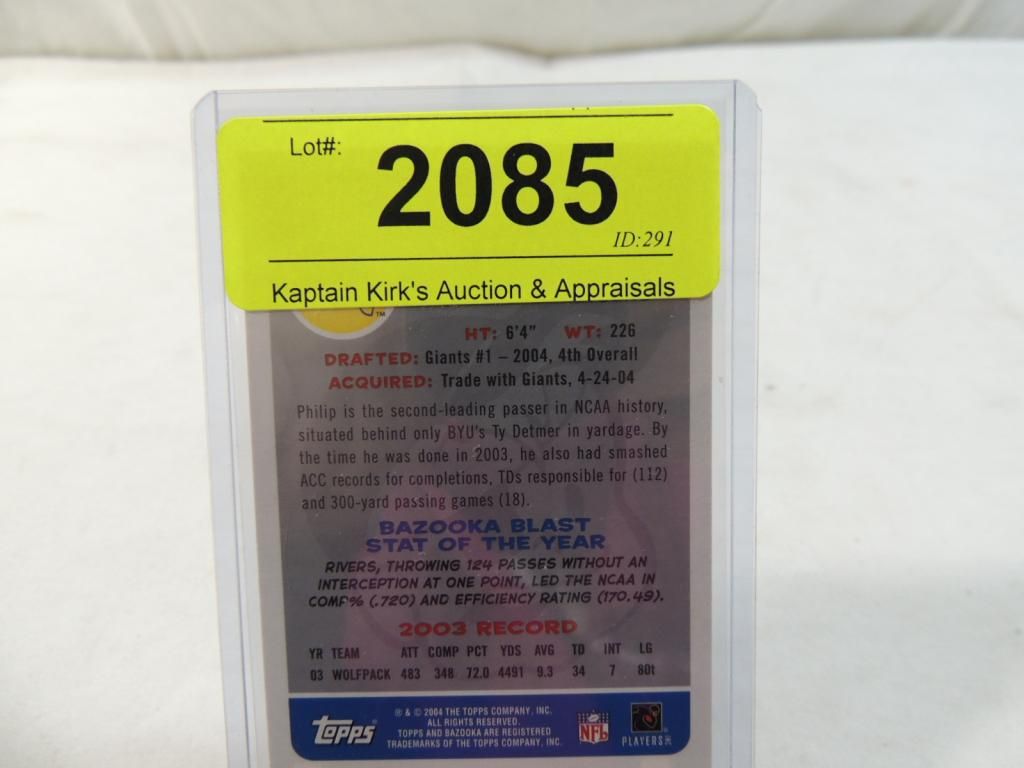 Lot#: 2085
ID:291
Kaptain Kirk's Auction & Appraisals
TM
HT: 6'4" WT: 226
DRAFTED: Giants #1 – 2004, 4th Overall
ACQUIRED: Trade with Giants, 4-24-04
Philip is the second-leading passer in NCAA history,
situated behind only BYU's Ty Detmer in yardage. By
the time he was done in 2003, he also had smashed
ACC records for completions, TDs responsible for (112)
and 300-yard passing games (18).
BAZOOKA BLAST
STAT OF THE YEAR
RIVERS, THROWING 124 PASSES WITHOUT AN
INTERCEPTION AT ONE POINT, LED THE NCAA IN
COMP% (.720) AND EFFICIENCY RATING (170.49).
2003 RECORD
YR TEAM ATT COMP PCT YDS AVG TD INT LG
03 WOLFPACK 483 348 72.0 4491 9.3 34 7 80t
® & © 2004 THE TOPPS COMPANY, INC.
ALL RIGHTS RESERVED.
TOPPS AND BAZOOKA ARE REGISTERED
TRADEMARKS OF THE TOPPS COMPANY, INC.
Topps®
NFL
PLAYERS